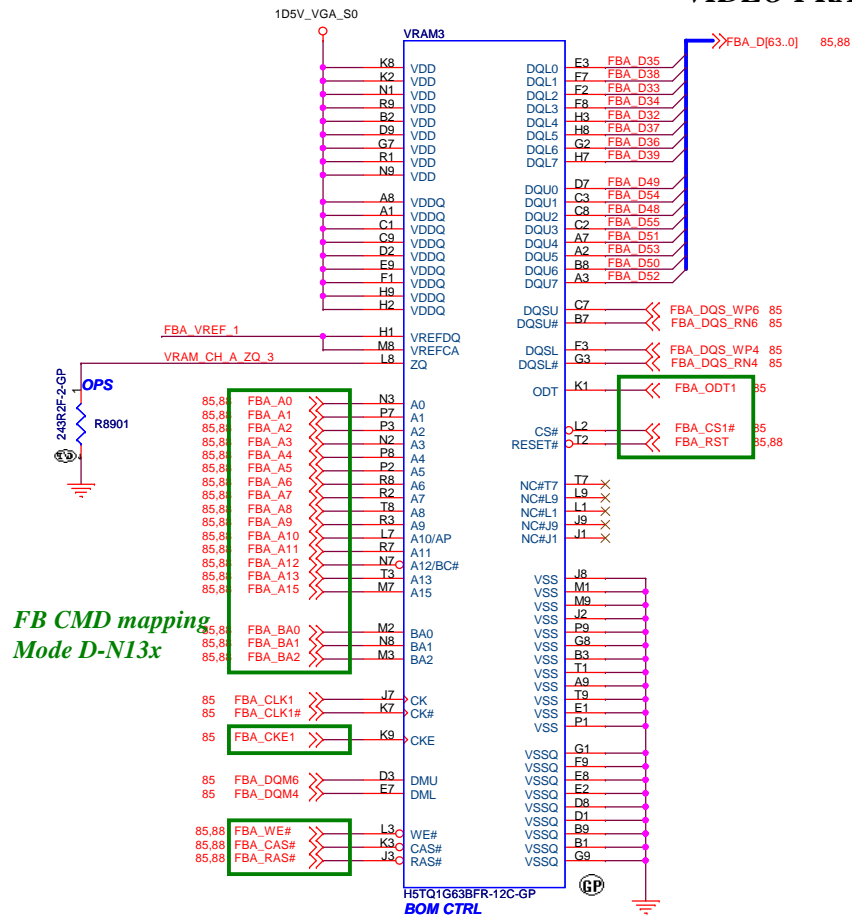 1D5V_VGA_S0
VRAM3
FBA_D[63..0] 85,88
K8 VDD DQL0 E3 FBA_D35
K2 VDD DQL1 F7 FBA_D38
N1 VDD DQL2 F2 FBA_D33
R9 VDD DQL3 F8 FBA_D34
B2 VDD DQL4 H3 FBA_D32
D9 VDD DQL5 H8 FBA_D37
G7 VDD DQL6 G2 FBA_D36
R1 VDD DQL7 H7 FBA_D39
N9 VDD
DQU0 D7 FBA_D49
A8 VDDQ DQU1 C3 FBA_D54
A1 VDDQ DQU2 C8 FBA_D48
C1 VDDQ DQU3 C2 FBA_D55
C9 VDDQ DQU4 A7 FBA_D51
D2 VDDQ DQU5 A2 FBA_D53
E9 VDDQ DQU6 B8 FBA_D50
F1 VDDQ DQU7 A3 FBA_D52
H9 VDDQ
H2 VDDQ DQSU C7 FBA_DQS_WP6 85
DQSU# B7 FBA_DQS_RN6 85
FBA_VREF_1 H1 VREFDQ
M8 VREFCA DQSL F3 FBA_DQS_WP4 85
VRAM_CH_A_ZQ_3 L8 ZQ DQSL# G3 FBA_DQS_RN4 85
1 OPS
243R2F-2-GP R8901
ODT K1 FBA_ODT1 85
85,88 FBA_A0 N3 A0
85,88 FBA_A1 P7 A1
85,88 FBA_A2 P3 A2 CS# L2 FBA_CS1# 85
85,88 FBA_A3 N2 A3 RESET# T2 FBA_RST 85,88
85,88 FBA_A4 P8 A4
85,88 FBA_A5 P2 A5
85,88 FBA_A6 R8 A6 NC#T7 T7
85,88 FBA_A7 R2 A7 NC#L9 L9
85,88 FBA_A8 T8 A8 NC#L1 L1
85,88 FBA_A9 R3 A9 NC#J9 J9
85,88 FBA_A10 L7 A10/AP NC#J1 J1
85,88 FBA_A11 R7 A11
85,88 FBA_A12 N7 A12/BC#
85,88 FBA_A13 T3 A13 VSS J8
85,88 FBA_A15 M7 A15 VSS M1
VSS M9
FB CMD mapping
Mode D-N13x
VSS J2
85,88 FBA_BA0 M2 BA0 VSS P9
85,88 FBA_BA1 N8 BA1 VSS G8
85,88 FBA_BA2 M3 BA2 VSS B3
VSS T1
VSS A9
85 FBA_CLK1 J7 CK VSS T9
85 FBA_CLK1# K7 CK# VSS E1
VSS P1
85 FBA_CKE1 K9 CKE
VSSQ G1
VSSQ F9
85 FBA_DQM6 D3 DMU VSSQ E8
85 FBA_DQM4 E7 DML VSSQ E2
VSSQ D8
VSSQ D1
85,88 FBA_WE# L3 WE# VSSQ B9
85,88 FBA_CAS# K3 CAS# VSSQ B1
85,88 FBA_RAS# J3 RAS# VSSQ G9
GP
H5TQ1G63BFR-12C-GP
BOM CTRL